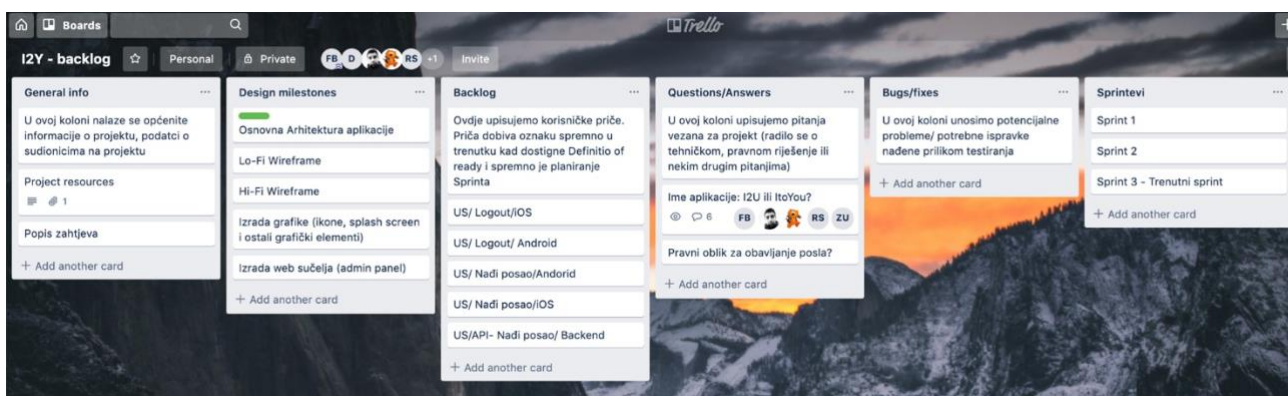 Boards
Trello
I2Y - backlog
Personal
Private
FB
D
RS
+1
Invite
General info
U ovoj koloni nalaze se općenite
informacije o projektu, podatci o
sudionicima na projektu
Project resources
1
Popis zahtjeva
+ Add another card
Design milestones
Osnovna Arhitektura aplikacije
Lo-Fi Wireframe
Hi-Fi Wireframe
Izrada grafike (ikone, splash screen
i ostali grafički elementi)
Izrada web sučelja (admin panel)
+ Add another card
Backlog
Ovdje upisujemo korisničke priče.
Priča dobiva oznaku spremno u
trenutku kad dostigne Definitio of
ready i spremno je planiranje
Sprinta
US/ Logout/iOS
US/ Logout/ Android
US/ Nađi posao/Andorid
US/ Nađi posao/iOS
US/API- Nađi posao/ Backend
+ Add another card
Questions/Answers
U ovoj koloni upisujemo pitanja
vezana za projekt (radilo se o
tehničkom, pravnom riješenje ili
nekim drugim pitanjima)
Ime aplikacije: I2U ili ItoYou?
6
FB
RS
ZU
Pravni oblik za obavljanje posla?
+ Add another card
Bugs/fixes
U ovoj koloni unosimo potencijalne
probleme/ potrebne ispravke
nađene prilikom testiranja
+ Add another card
Sprintevi
Sprint 1
Sprint 2
Sprint 3 - Trenutni sprint
+ Add another card